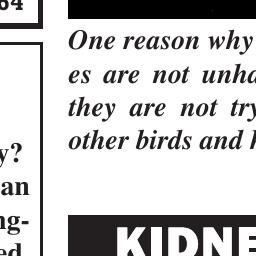 64
One reason why
es are not unha
they are not try
other birds and h
y?
an
ng-
ed
KIDNE